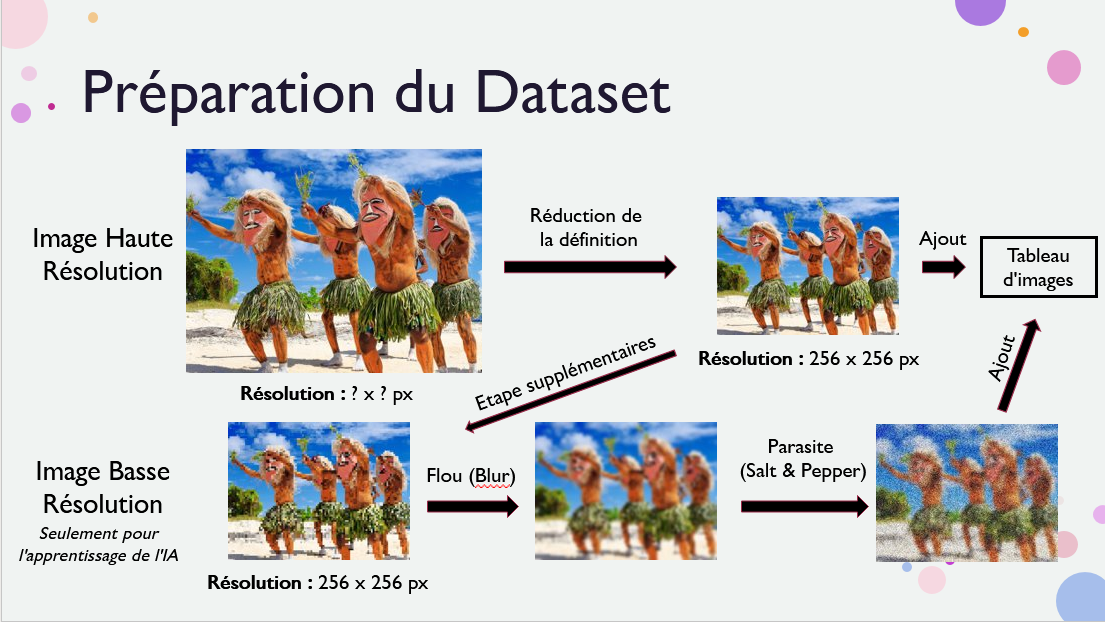 Préparation du Dataset
Image Haute
Résolution
Réduction de
la définition
Ajout
Tableau
d'images
Résolution : ? x ? px
Résolution : 256 x 256 px
Etape supplémentaires
Ajout
Image Basse
Résolution
Seulement pour
l'apprentissage de l'IA
Flou (Blur)
Parasite
(Salt & Pepper)
Résolution : 256 x 256 px